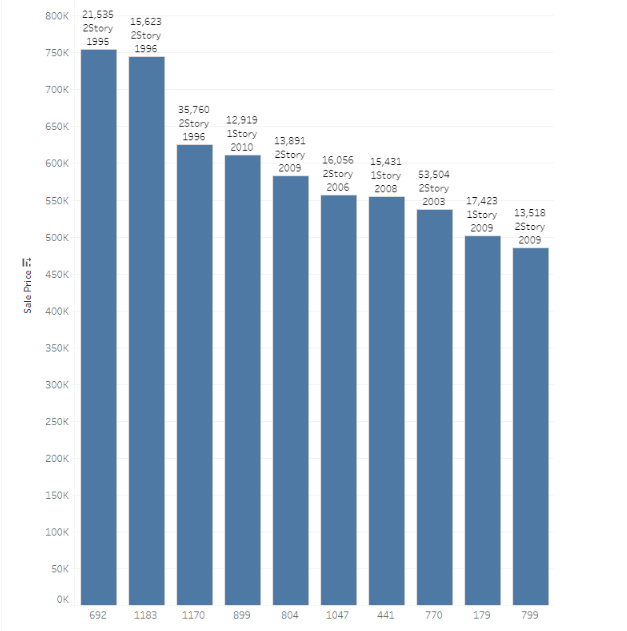 800K
750K
700K
650K
600K
550K
500K
450K
400K
350K
300K
250K
200K
150K
100K
50K
0K
Sale Price
21,535
2Story
1995
15,623
2Story
1996
35,760
2Story
1996
12,919
1Story
2010
13,891
2Story
2009
16,056
2Story
2006
15,431
1Story
2008
53,504
2Story
2003
17,423
1Story
2009
13,518
2Story
2009
692 1183 1170 899 804 1047 441 770 179 799